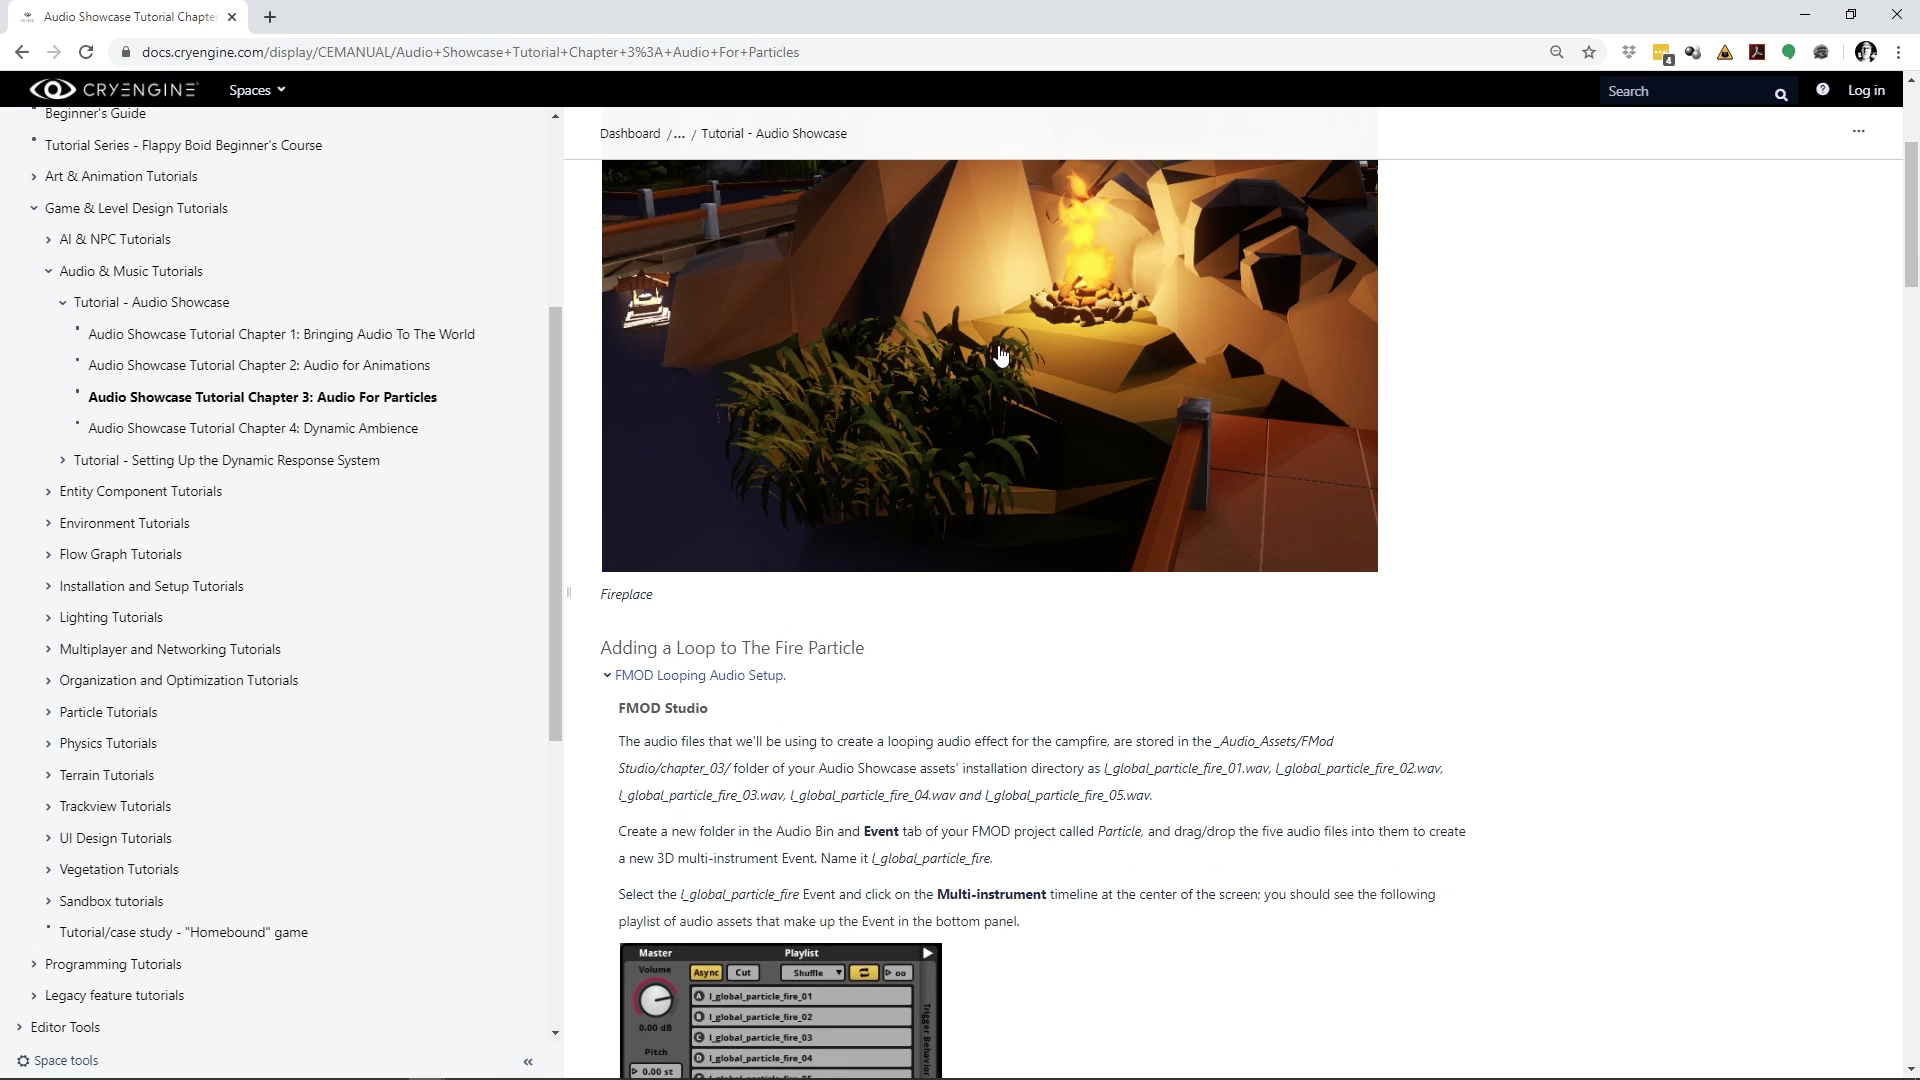 Audio Showcase Tutorial Chapter
docs.cryengine.com/display/CEMANUAL/Audio+Showcase+Tutorial+Chapter+3%3A+Audio+For+Particles
4
CRYENGINE
Spaces
Search
Log in
Beginner's Guide
Tutorial Series - Flappy Boid Beginner's Course
Art & Animation Tutorials
Game & Level Design Tutorials
AI & NPC Tutorials
Audio & Music Tutorials
Tutorial - Audio Showcase
Audio Showcase Tutorial Chapter 1: Bringing Audio To The World
Audio Showcase Tutorial Chapter 2: Audio for Animations
Audio Showcase Tutorial Chapter 3: Audio For Particles
Audio Showcase Tutorial Chapter 4: Dynamic Ambience
Tutorial - Setting Up the Dynamic Response System
Entity Component Tutorials
Environment Tutorials
Flow Graph Tutorials
Installation and Setup Tutorials
Lighting Tutorials
Multiplayer and Networking Tutorials
Organization and Optimization Tutorials
Particle Tutorials
Physics Tutorials
Terrain Tutorials
Trackview Tutorials
UI Design Tutorials
Vegetation Tutorials
Sandbox tutorials
Tutorial/case study - "Homebound" game
Programming Tutorials
Legacy feature tutorials
Editor Tools
Space tools
Dashboard /... / Tutorial - Audio Showcase
Fireplace
Adding a Loop to The Fire Particle
FMOD Looping Audio Setup.
FMOD Studio
The audio files that we'll be using to create a looping audio effect for the campfire, are stored in the _Audio_Assets/FMod
Studio/chapter_03/ folder of your Audio Showcase assets' installation directory as l_global_particle_fire_01.wav, l_global_particle_fire_02.wav,
l_global_particle_fire_03.wav, l_global_particle_fire_04.wav and l_global_particle_fire_05.wav.
Create a new folder in the Audio Bin and Event tab of your FMOD project called Particle, and drag/drop the five audio files into them to create
a new 3D multi-instrument Event. Name it l_global_particle_fire.
Select the l_global_particle_fire Event and click on the Multi-instrument timeline at the center of the screen; you should see the following
playlist of audio assets that make up the Event in the bottom panel.
Master Playlist
Volume Async Cut Shuffle oo
A l_global_particle_fire_01
B l_global_particle_fire_02
0.00 dB
C l_global_particle_fire_03
Pitch
D l_global_particle_fire_04
0.00 st
Trigger Behavior